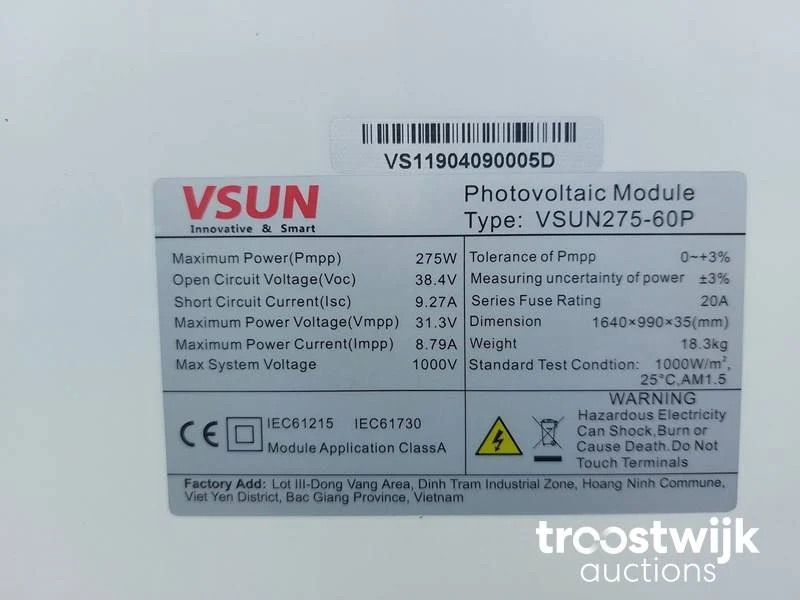 VS11904090005D
VSUN
Innovative & Smart
Photovoltaic Module
Type: VSUN275-60P
Maximum Power(Pmpp) 275W
Open Circuit Voltage(Voc) 38.4V
Short Circuit Current(Isc) 9.27A
Maximum Power Voltage(Vmpp) 31.3V
Maximum Power Current(Impp) 8.79A
Max System Voltage 1000V
Tolerance of Pmpp 0~+3%
Measuring uncertainty of power ±3%
Series Fuse Rating 20A
Dimension 1640×990×35(mm)
Weight 18.3kg
Standard Test Condtion: 1000W/m²,
25°C,AM1.5
CE
IEC61215 IEC61730
Module Application ClassA
WARNING
Hazardous Electricity
Can Shock,Burn or
Cause Death.Do Not
Touch Terminals
Factory Add: Lot III-Dong Vang Area, Dinh Tram Industrial Zone, Hoang Ninh Commune,
Viet Yen District, Bac Giang Province, Vietnam
troostwijk
auctions